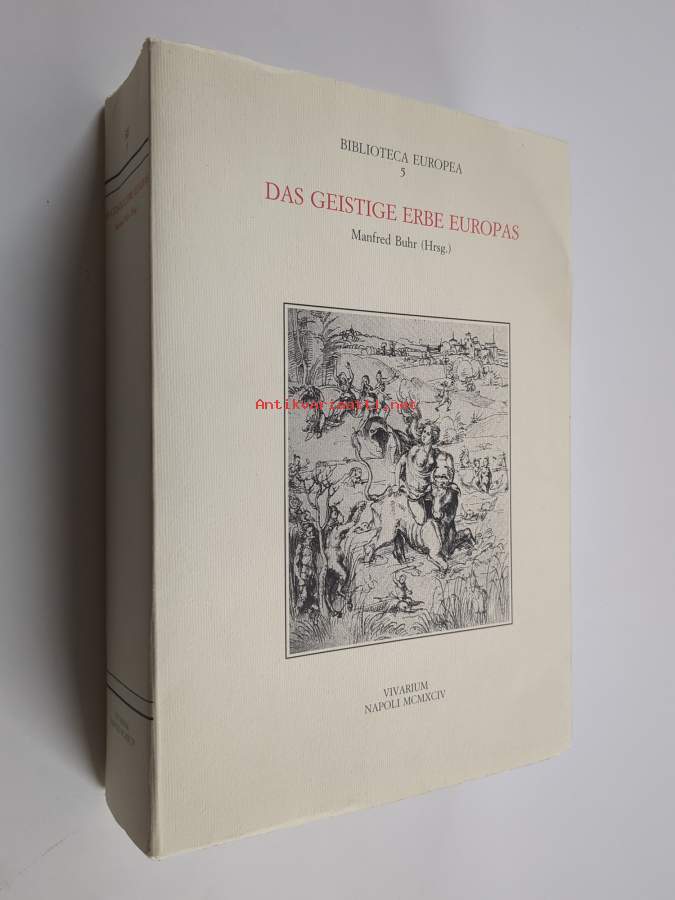 BIBLIOTECA EUROPEA
5
DAS GEISTIGE ERBE EUROPAS
Manfred Buhr (Hrsg.)
Antikvariaatti.net
VIVARIUM
NAPOLI MCMXCIV